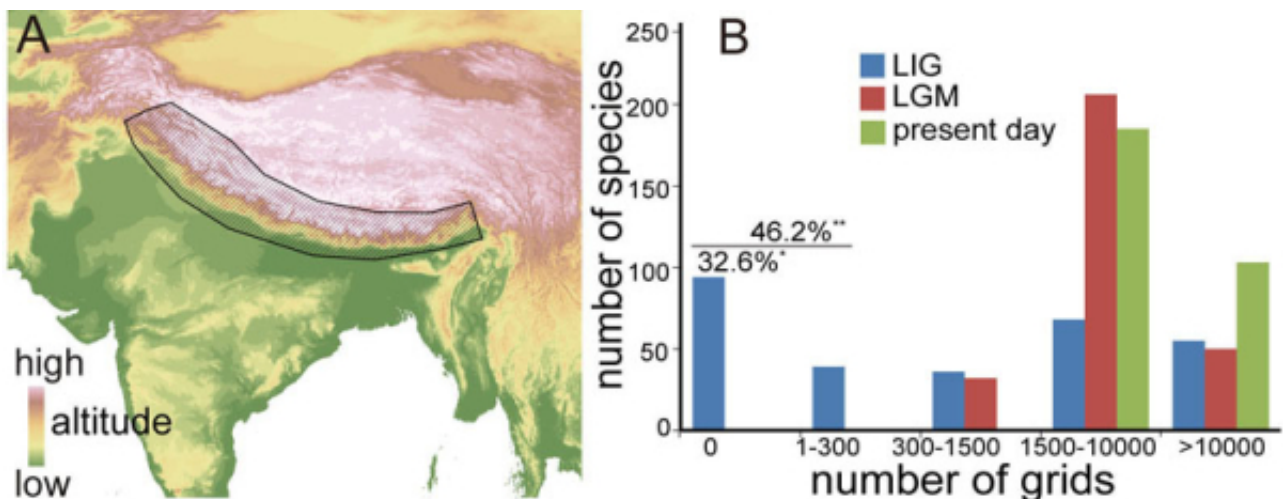 A
high
altitude
low
B
LIG
LGM
present day
number of species
250
200
150
100
50
0
46.2%**
32.6%*
0 1-300 300-1500 1500-10000 >10000
number of grids